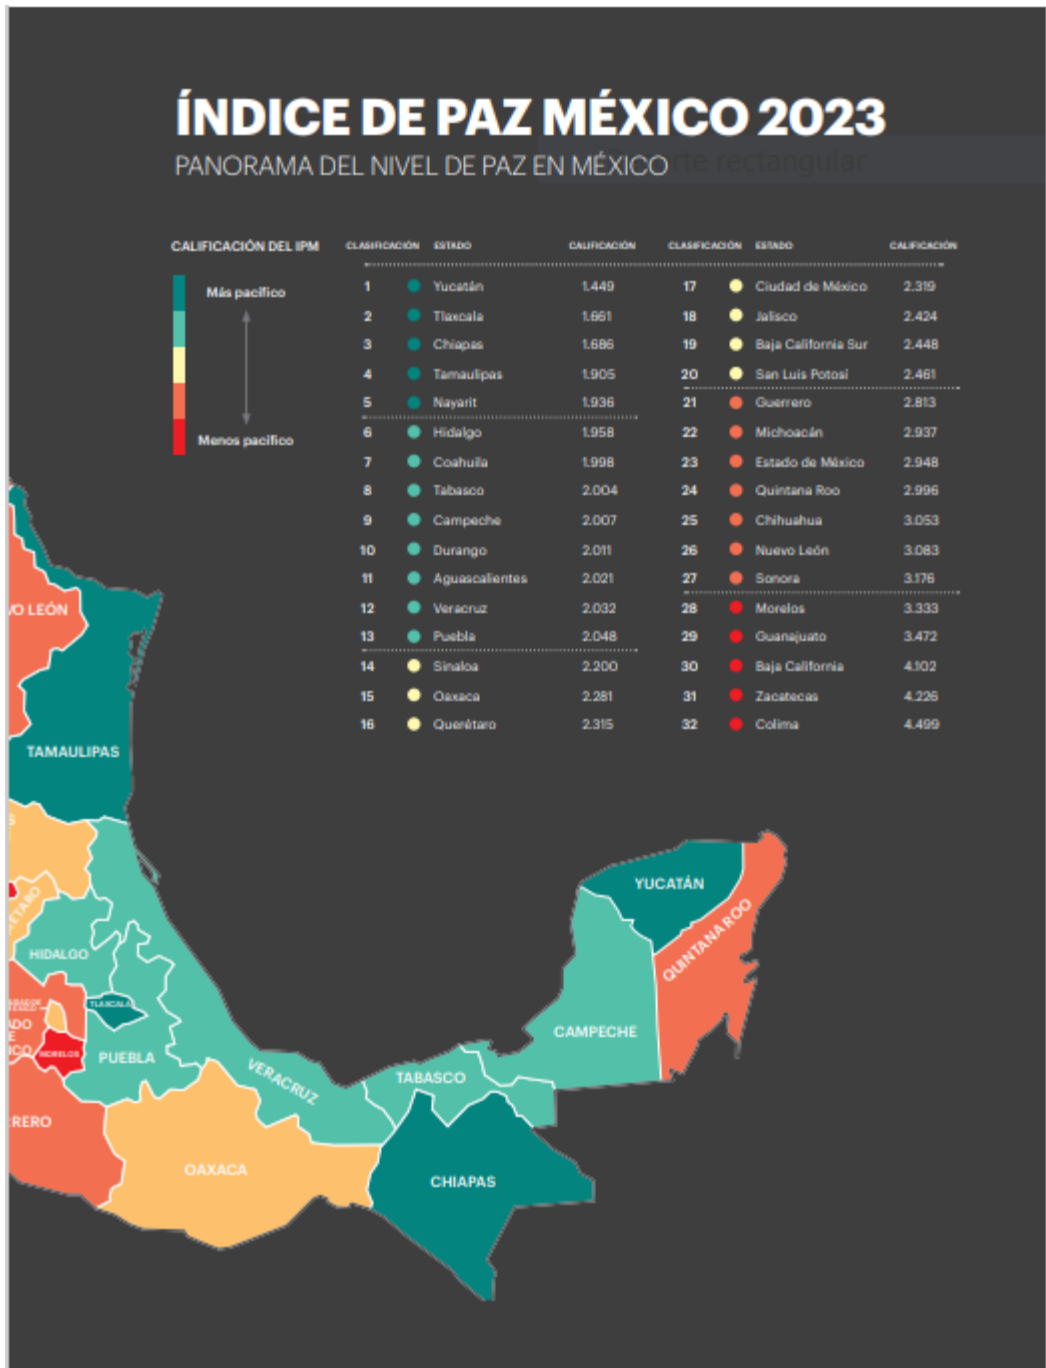 ÍNDICE DE PAZ MÉXICO 2023
PANORAMA DEL NIVEL DE PAZ EN MÉXICO
rte rectangular
CALIFICACIÓN DEL IPM
Más pacífico
Menos pacífico
CLASIFICACIÓN ESTADO CALIFICACIÓN
1 Yucatán 1.449
2 Tlaxcala 1.661
3 Chiapas 1.686
4 Tamaulipas 1.905
5 Nayarit 1.936
6 Hidalgo 1.958
7 Coahuila 1.998
8 Tabasco 2.004
9 Campeche 2.007
10 Durango 2.011
11 Aguascalientes 2.021
12 Veracruz 2.032
13 Puebla 2.048
14 Sinaloa 2.200
15 Oaxaca 2.281
16 Querétaro 2.315
CLASIFICACIÓN ESTADO CALIFICACIÓN
17 Ciudad de México 2.319
18 Jalisco 2.424
19 Baja California Sur 2.448
20 San Luis Potosí 2.461
21 Guerrero 2.813
22 Michoacán 2.937
23 Estado de México 2.948
24 Quintana Roo 2.996
25 Chihuahua 3.053
26 Nuevo León 3.083
27 Sonora 3.176
28 Morelos 3.333
29 Guanajuato 3.472
30 Baja California 4.102
31 Zacatecas 4.226
32 Colima 4.499
VO LEÓN
TAMAULIPAS
S
ÉTARO
HIDALGO
TLAXCALA
MÉXICO
ADO
E
ICO
MORELOS
PUEBLA
VERACRUZ
RRERO
OAXACA
TABASCO
CHIAPAS
CAMPECHE
YUCATÁN
QUINTANA ROO